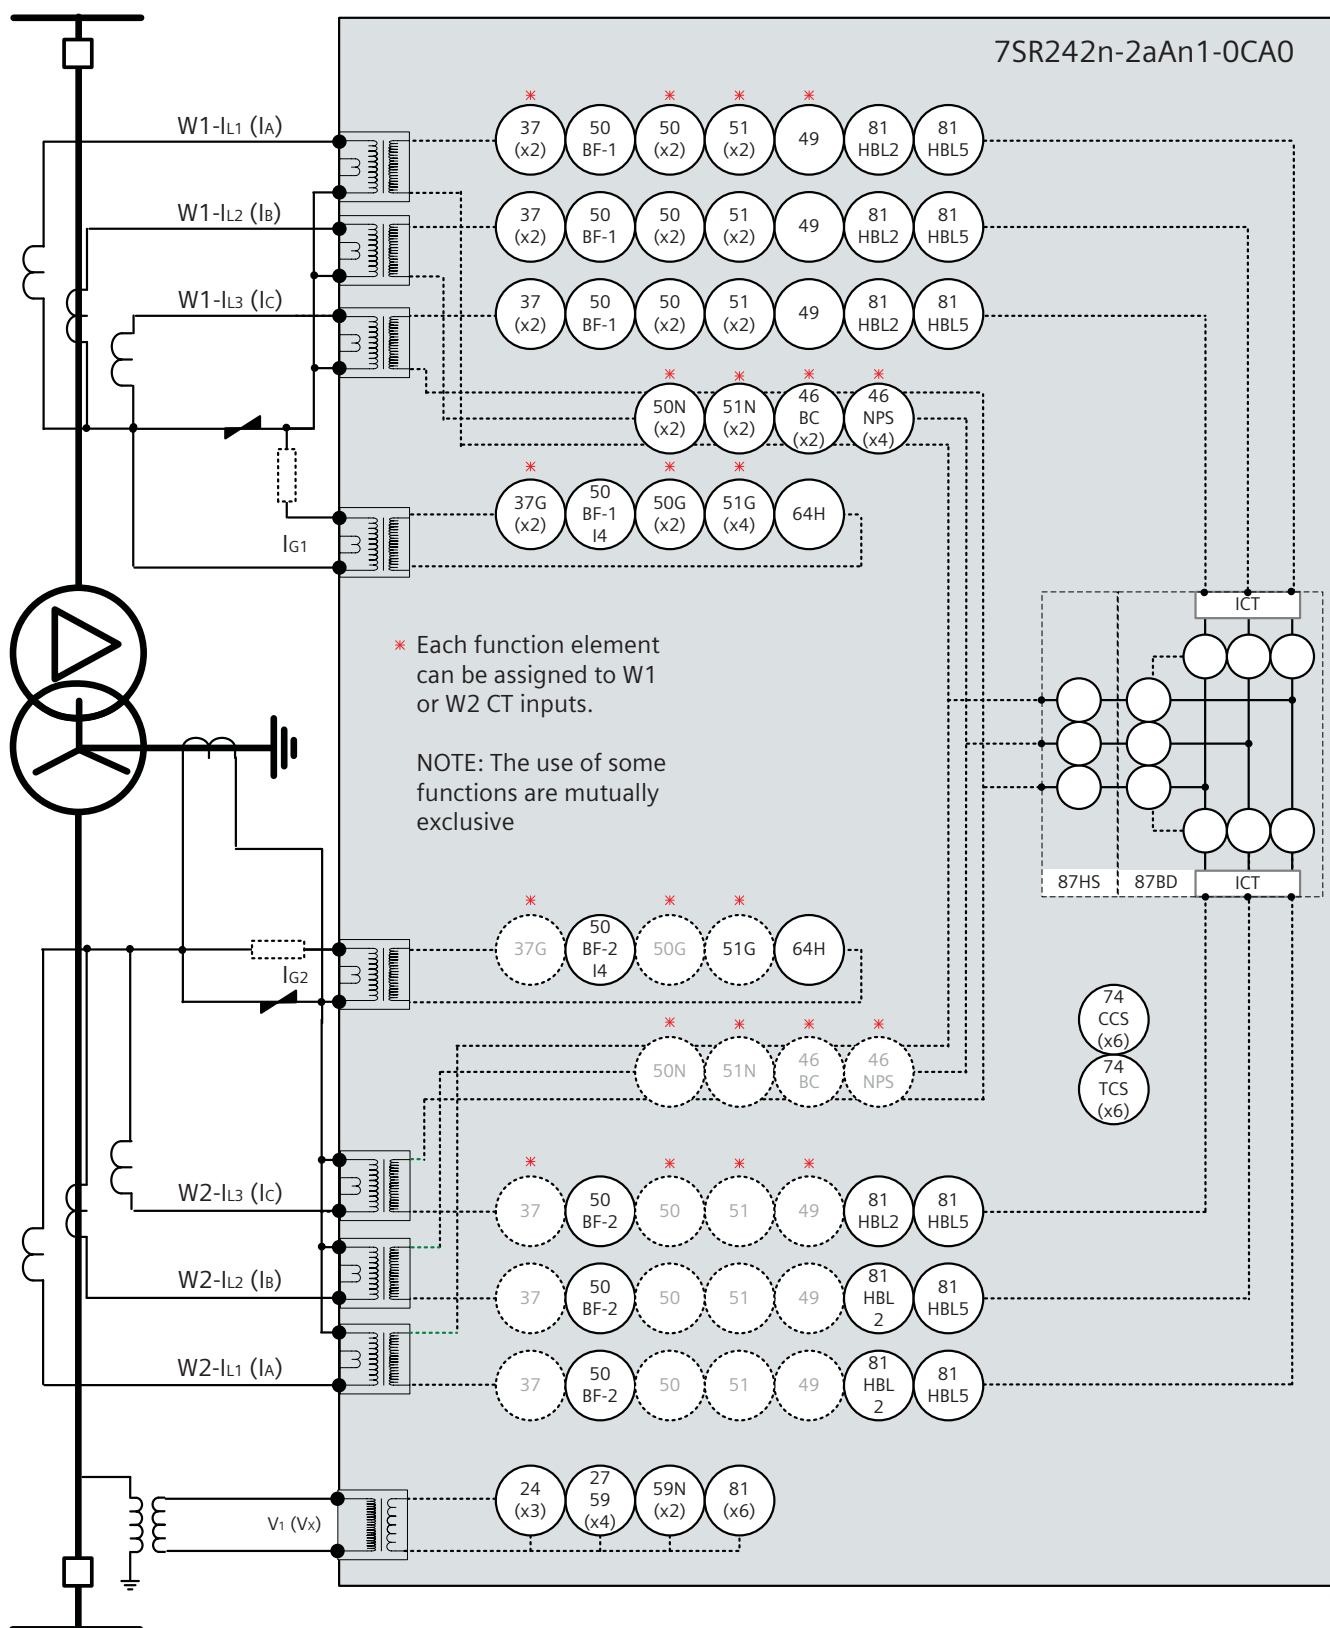 7SR242n-2aAn1-0CA0
W1-IL1 (IA)
37
(x2)
50
BF-1
50
(x2)
51
(x2)
49
81
HBL2
81
HBL5
W1-IL2 (IB)
37
(x2)
50
BF-1
50
(x2)
51
(x2)
49
81
HBL2
81
HBL5
W1-IL3 (IC)
37
(x2)
50
BF-1
50
(x2)
51
(x2)
49
81
HBL2
81
HBL5
50N
(x2)
51N
(x2)
46
BC
(x2)
46
NPS
(x4)
IG1
37G
(x2)
50
BF-1
I4
50G
(x2)
51G
(x4)
64H
* Each function element
can be assigned to W1
or W2 CT inputs.
NOTE: The use of some
functions are mutually
exclusive
ICT
87HS
87BD
ICT
IG2
37G
50
BF-2
I4
50G
51G
64H
74
CCS
(x6)
74
TCS
(x6)
50N
51N
46
BC
46
NPS
W2-IL3 (IC)
37
50
BF-2
50
51
49
81
HBL2
81
HBL5
W2-IL2 (IB)
37
50
BF-2
50
51
49
81
HBL
2
81
HBL5
W2-IL1 (IA)
37
50
BF-2
50
51
49
81
HBL
2
81
HBL5
V1 (VX)
24
(x3)
27
59
(x4)
59N
(x2)
81
(x6)